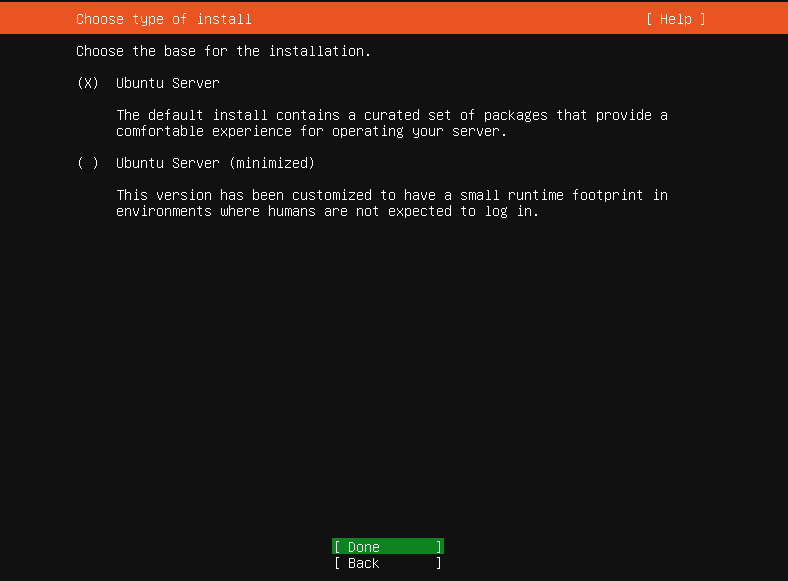 Choose type of install [ Help ]
Choose the base for the installation.
(X) Ubuntu Server
The default install contains a curated set of packages that provide a
comfortable experience for operating your server.
( ) Ubuntu Server (minimized)
This version has been customized to have a small runtime footprint in
environments where humans are not expected to log in.
[ Done ]
[ Back ]